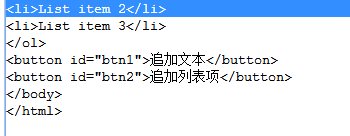 <li>List item 2</li>
<li>List item 3</li>
</ol>
<button id="btn1">追加文本</button>
<button id="btn2">追加列表项</button>
</body>
</html>